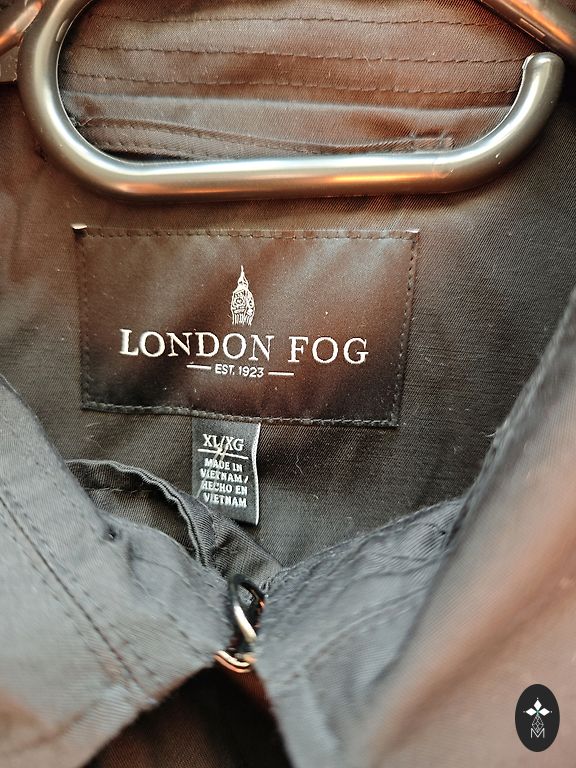 LONDON FOG
EST. 1923
XL/XG
MADE IN
VIETNAM/
HECHO EN
VIETNAM